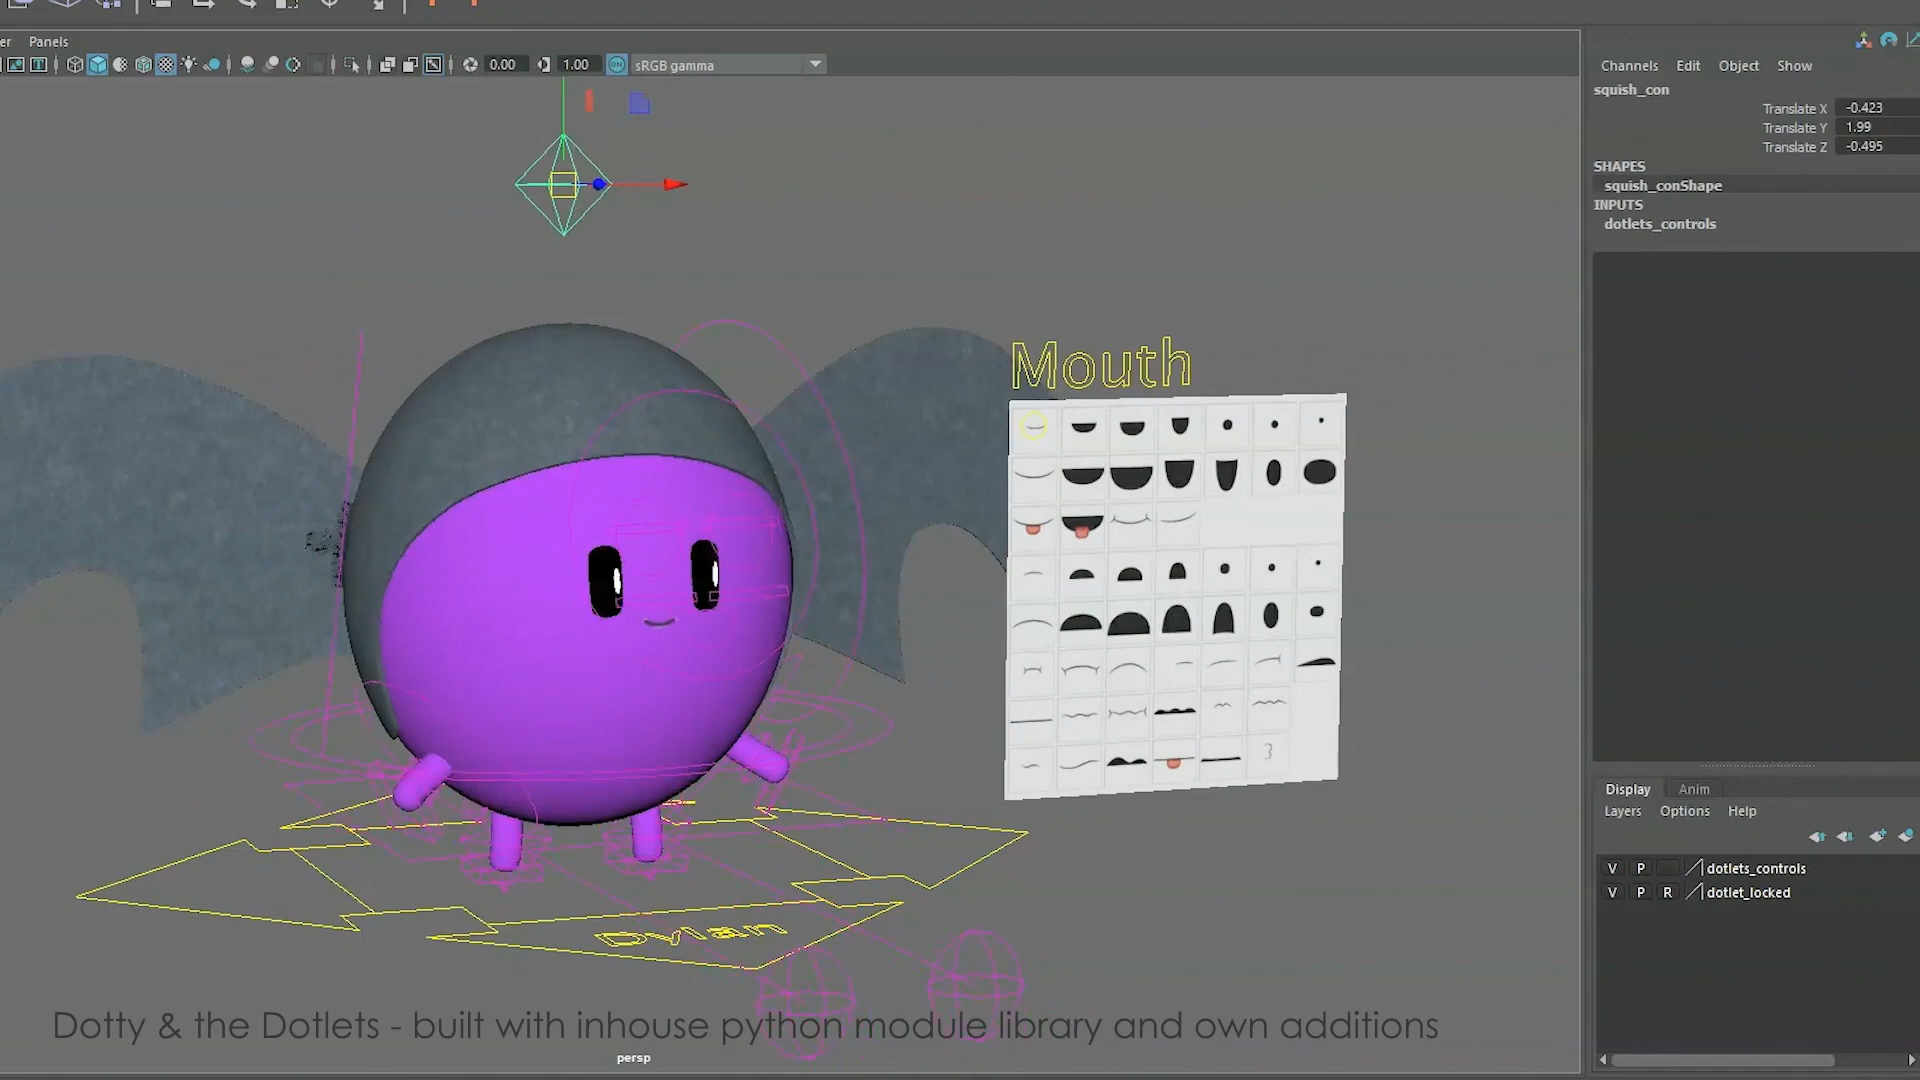 er Panels
0.00 1.00 ON sRGB gamma
Channels Edit Object Show
squish_con
Translate X -0.423
Translate Y 1.99
Translate Z -0.495
SHAPES
squish_conShape
INPUTS
dotlets_controls
Mouth
Dylan
Display Anim
Layers Options Help
V P dotlets_controls
V P R dotlet_locked
Dotty & the Dotlets - built with inhouse python module library and own additions
persp